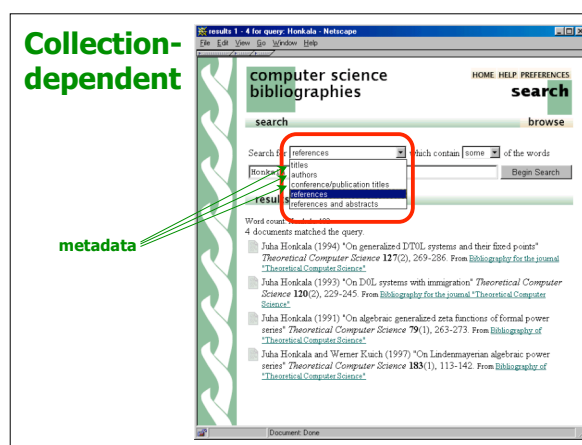 Collection-
dependent
results 1 - 4 for query: Honkala - Netscape
File Edit View Go Window Help
computer science
bibliographies
HOME HELP PREFERENCES
search
search
browse
Search for references which contain some of the words
Honkal
Begin Search
titles
authors
conference/publication titles
references
references and abstracts
results
metadata
Word count:
4 documents matched the query.
Juha Honkala (1994) "On generalized DT0L systems and their fixed points"
Theoretical Computer Science 127(2), 269-286. From Bibliography for the journal
"Theoretical Computer Science"
Juha Honkala (1993) "On D0L systems with immigration" Theoretical Computer
Science 120(2), 229-245. From Bibliography for the journal "Theoretical Computer
Science"
Juha Honkala (1991) "On algebraic generalized zeta functions of formal power
series" Theoretical Computer Science 79(1), 263-273. From Bibliography of
"Theoretical Computer Science"
Juha Honkala and Werner Kuich (1997) "On Lindenmayerian algebraic power
series" Theoretical Computer Science 183(1), 113-142. From Bibliography of
"Theoretical Computer Science"
Document: Done